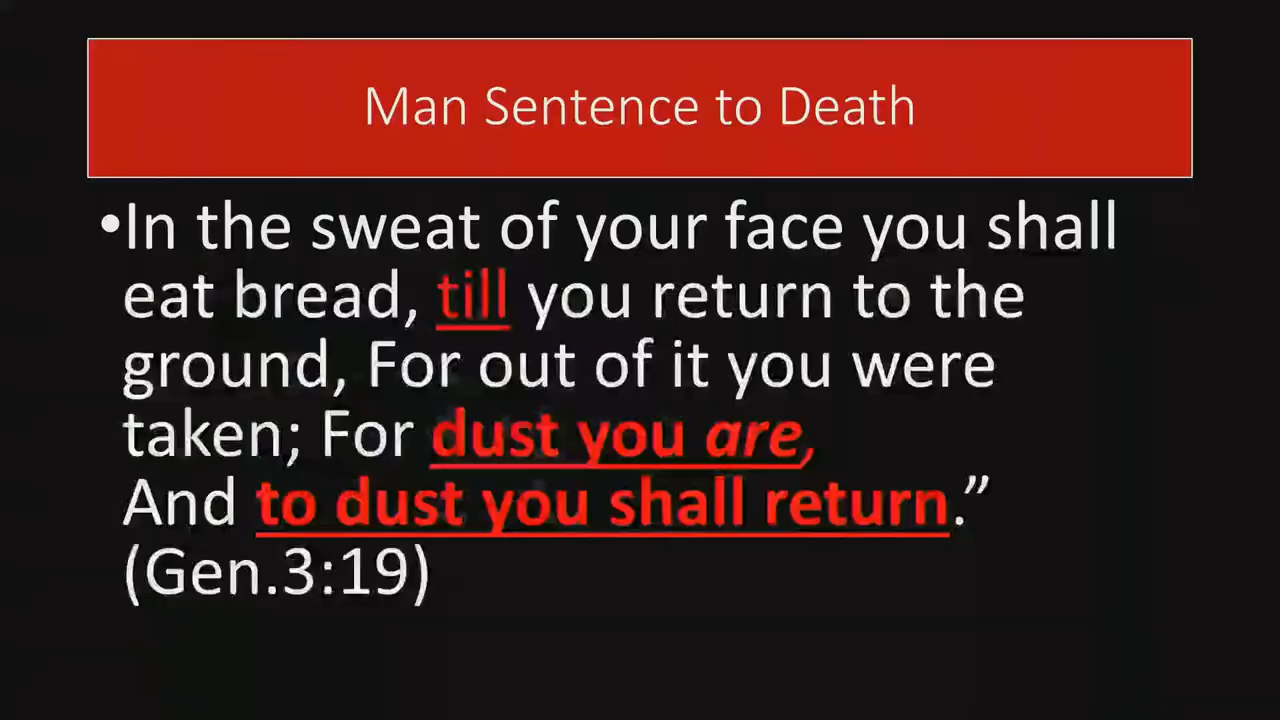 Man Sentence to Death
•In the sweat of your face you shall
eat bread, till you return to the
ground, For out of it you were
taken; For dust you are,
And to dust you shall return.”
(Gen.3:19)